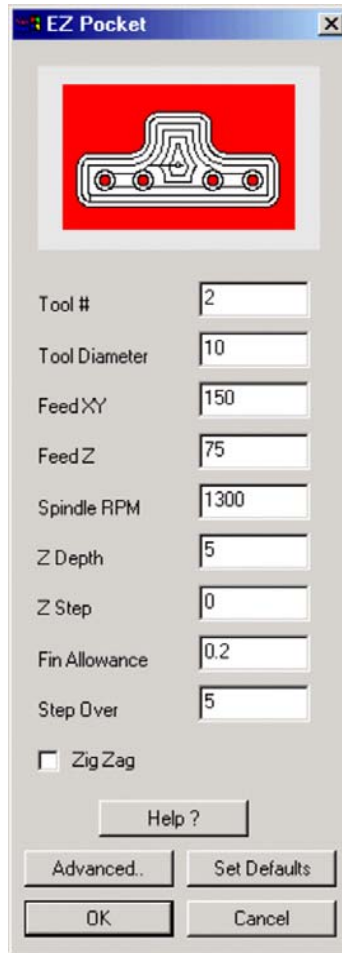 EZ Pocket
Tool # 2
Tool Diameter 10
Feed XY 150
Feed Z 75
Spindle RPM 1300
Z Depth 5
Z Step 0
Fin Allowance 0.2
Step Over 5
Zig Zag
Help ?
Advanced.. Set Defaults
OK Cancel